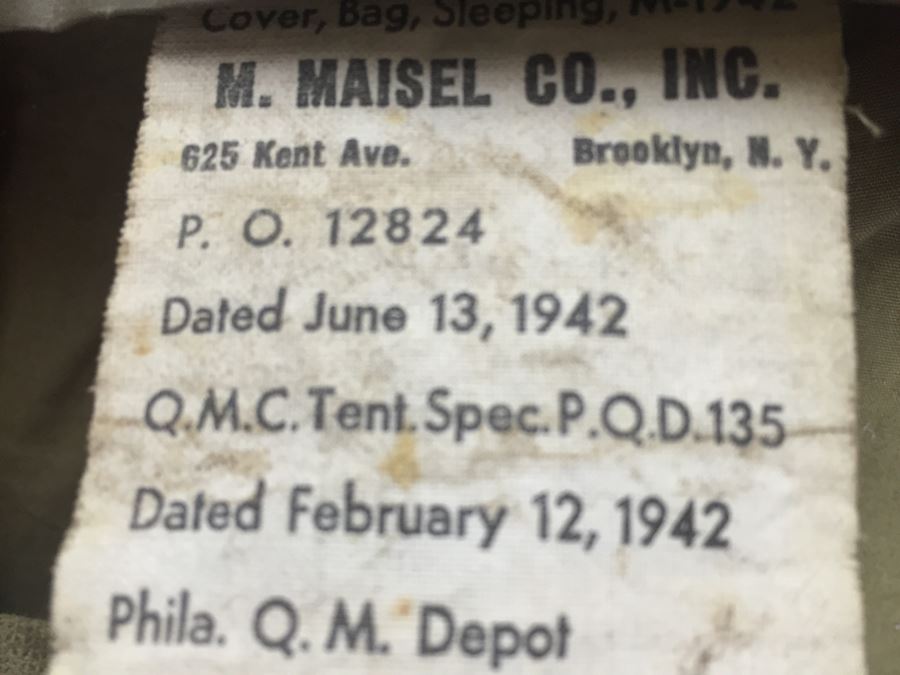 Cover, Bag, Sleeping, M-1942
M. MAISEL CO., INC.
625 Kent Ave. Brooklyn, N. Y.
P. O. 12824
Dated June 13, 1942
Q.M.C.Tent.Spec.P.Q.D.135
Dated February 12, 1942
Phila. Q. M. Depot